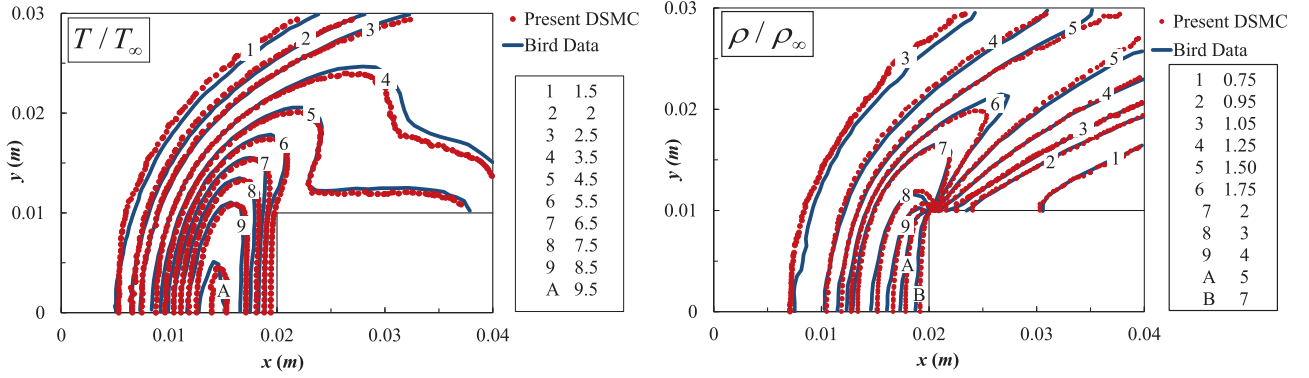 T / T∞
Present DSMC
Bird Data
1 1.5
2 2
3 2.5
4 3.5
5 4.5
6 5.5
7 6.5
8 7.5
9 8.5
A 9.5
0.03
0.02
0.01
0
y (m)
0 0.01 0.02 0.03 0.04
x (m)
1
2
3
4
5
6
7
8
9
A
ρ / ρ∞
Present DSMC
Bird Data
1 0.75
2 0.95
3 1.05
4 1.25
5 1.50
6 1.75
7 2
8 3
9 4
A 5
B 7
0.03
0.02
0.01
0
y (m)
0 0.01 0.02 0.03 0.04
x (m)
3
4
5
5
6
4
7
3
2
1
8
9
A
B